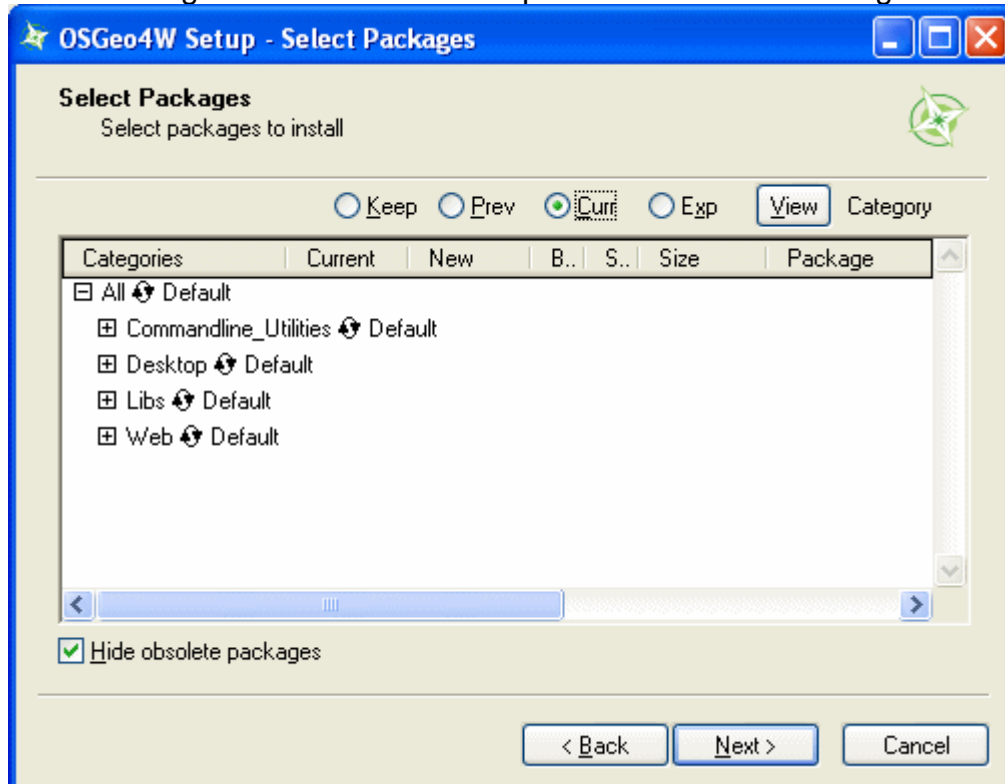 OSGeo4W Setup - Select Packages
Select Packages
Select packages to install
Keep Prev Curr Exp View Category
Categories Current New B.. S.. Size Package
All Default
Commandline_Utilities Default
Desktop Default
Libs Default
Web Default
Hide obsolete packages
< Back Next > Cancel